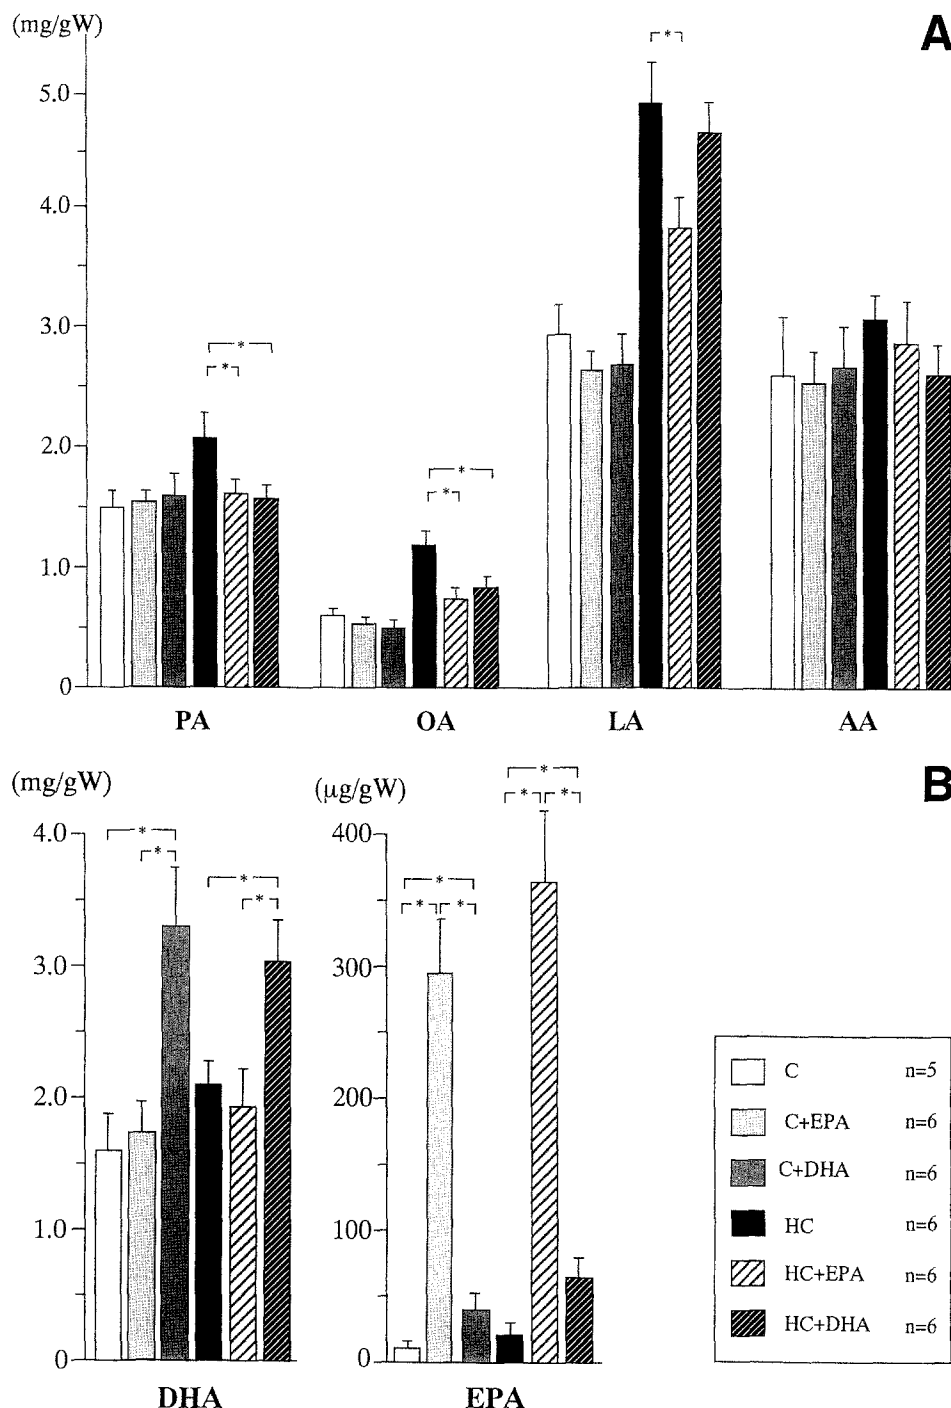 (mg/gW)
A
*
5.0
4.0
3.0
*
*
2.0
*
*
1.0
0
PA OA LA AA
(mg/gW) (μg/gW) B
*
* *
4.0 * 400
*
* *
* * *
3.0 300
2.0 200
1.0 100
0 0
DHA EPA
C n=5
C+EPA n=6
C+DHA n=6
HC n=6
HC+EPA n=6
HC+DHA n=6